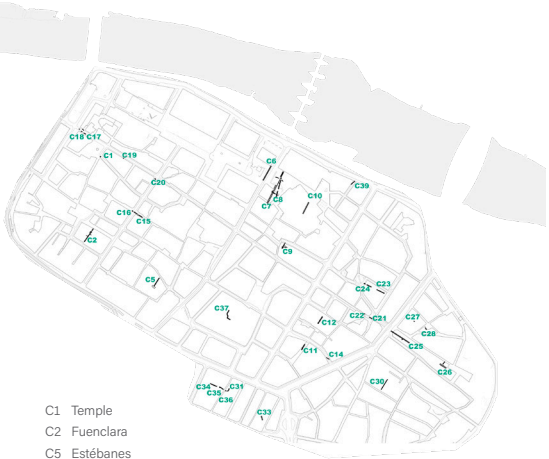 C6
C39
C18 C17
C1 C19
C20
C10
C8
C7
C16
C15
C2
C9
C5
C24 C23
C37
C22 C21
C27
C12
C28
C25
C11
C14
C26
C30
C34 C31
C35
C36
C33
C1 Temple
C2 Fuenclara
C5 Estébanes